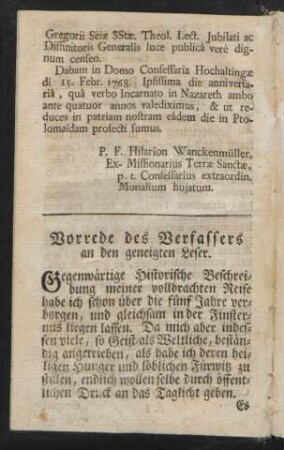 Gregorii Seiz SStæ. Theol. Lect. Jubilati ac
Diffinitoris Generalis luce publicâ verè dig-
num censeo.
Dabam in Domo Confessaria Hochaltingæ
di 15. Febr. 1768. Ipsissima die anniversa-
riâ, quâ verbo Incarnato in Nazareth ambo
ante quatuor annos valediximus, & ut re-
duces in patriam nostram eâdem die in Pto-
lomaïdam profecti sumus.
P. F. Hilarion Wanckenmüller,
Ex-Missionarius Terræ Sanctæ,
p. t. Confessarius extraordin.
Monalium hujatum.
Vorrede des Verfassers
an den geneigten Leser.
Gegenwärtige Historische Beschrei-
bung meiner vollbrachten Reise
habe ich schon über die fünf Jahre ver-
borgen, und gleichsam in der Finster-
nus liegen lassen. Da mich aber indes-
sen viele, so Geist- als Weltliche, bestän-
dig angetrieben, als habe ich deren hei-
ligen Hunger und löblichen Fürwitz zu
stillen, endlich wollen selbe durch öffent-
lichen Druck an das Taglicht geben.
Es